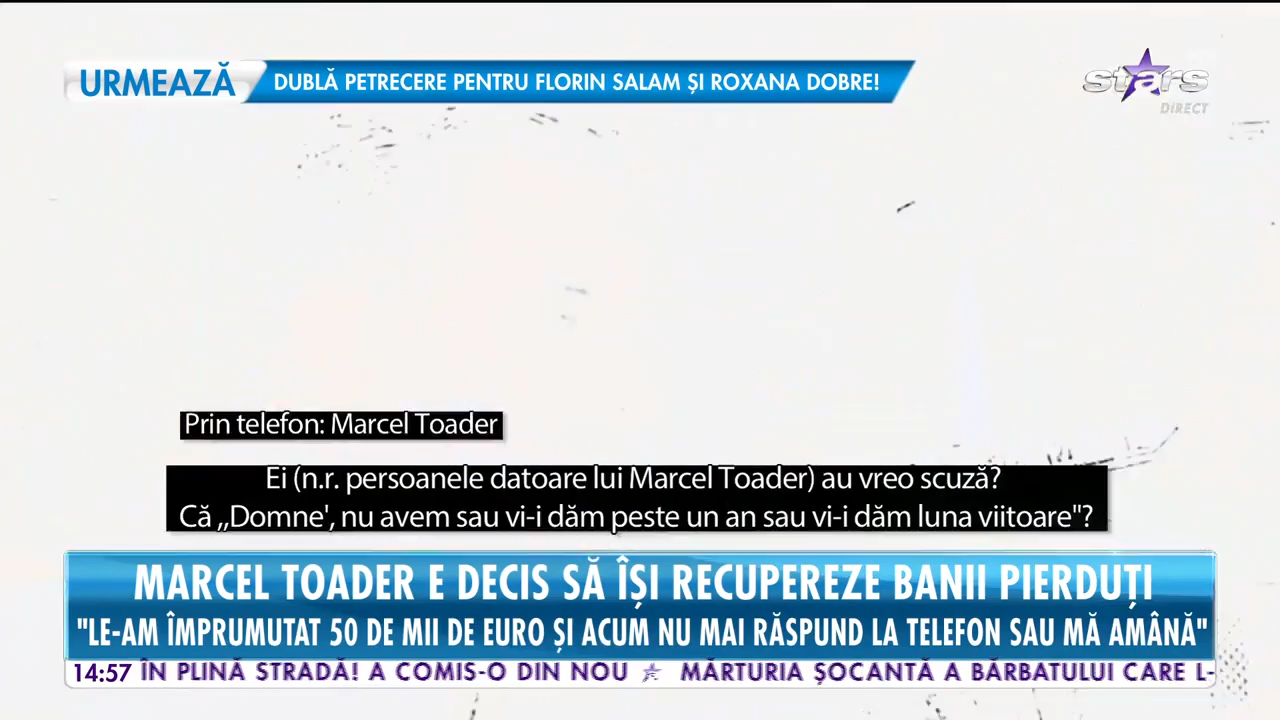 URMEAZĂ
DUBLĂ PETRECERE PENTRU FLORIN SALAM ȘI ROXANA DOBRE!
stars
DIRECT
Prin telefon: Marcel Toader
Ei (n.r. persoanele datoare lui Marcel Toader) au vreo scuză?
Că ,,Domne', nu avem sau vi-i dăm peste un an sau vi-i dăm luna viitoare"?
MARCEL TOADER E DECIS SĂ ÎȘI RECUPEREZE BANII PIERDUȚI
"LE-AM ÎMPRUMUTAT 50 DE MII DE EURO ȘI ACUM NU MAI RĂSPUND LA TELEFON SAU MĂ AMÂNĂ"
14:57 ÎN PLINĂ STRADĂ! A COMIS-O DIN NOU ★ MĂRTURIA ȘOCANTĂ A BĂRBATULUI CARE L-